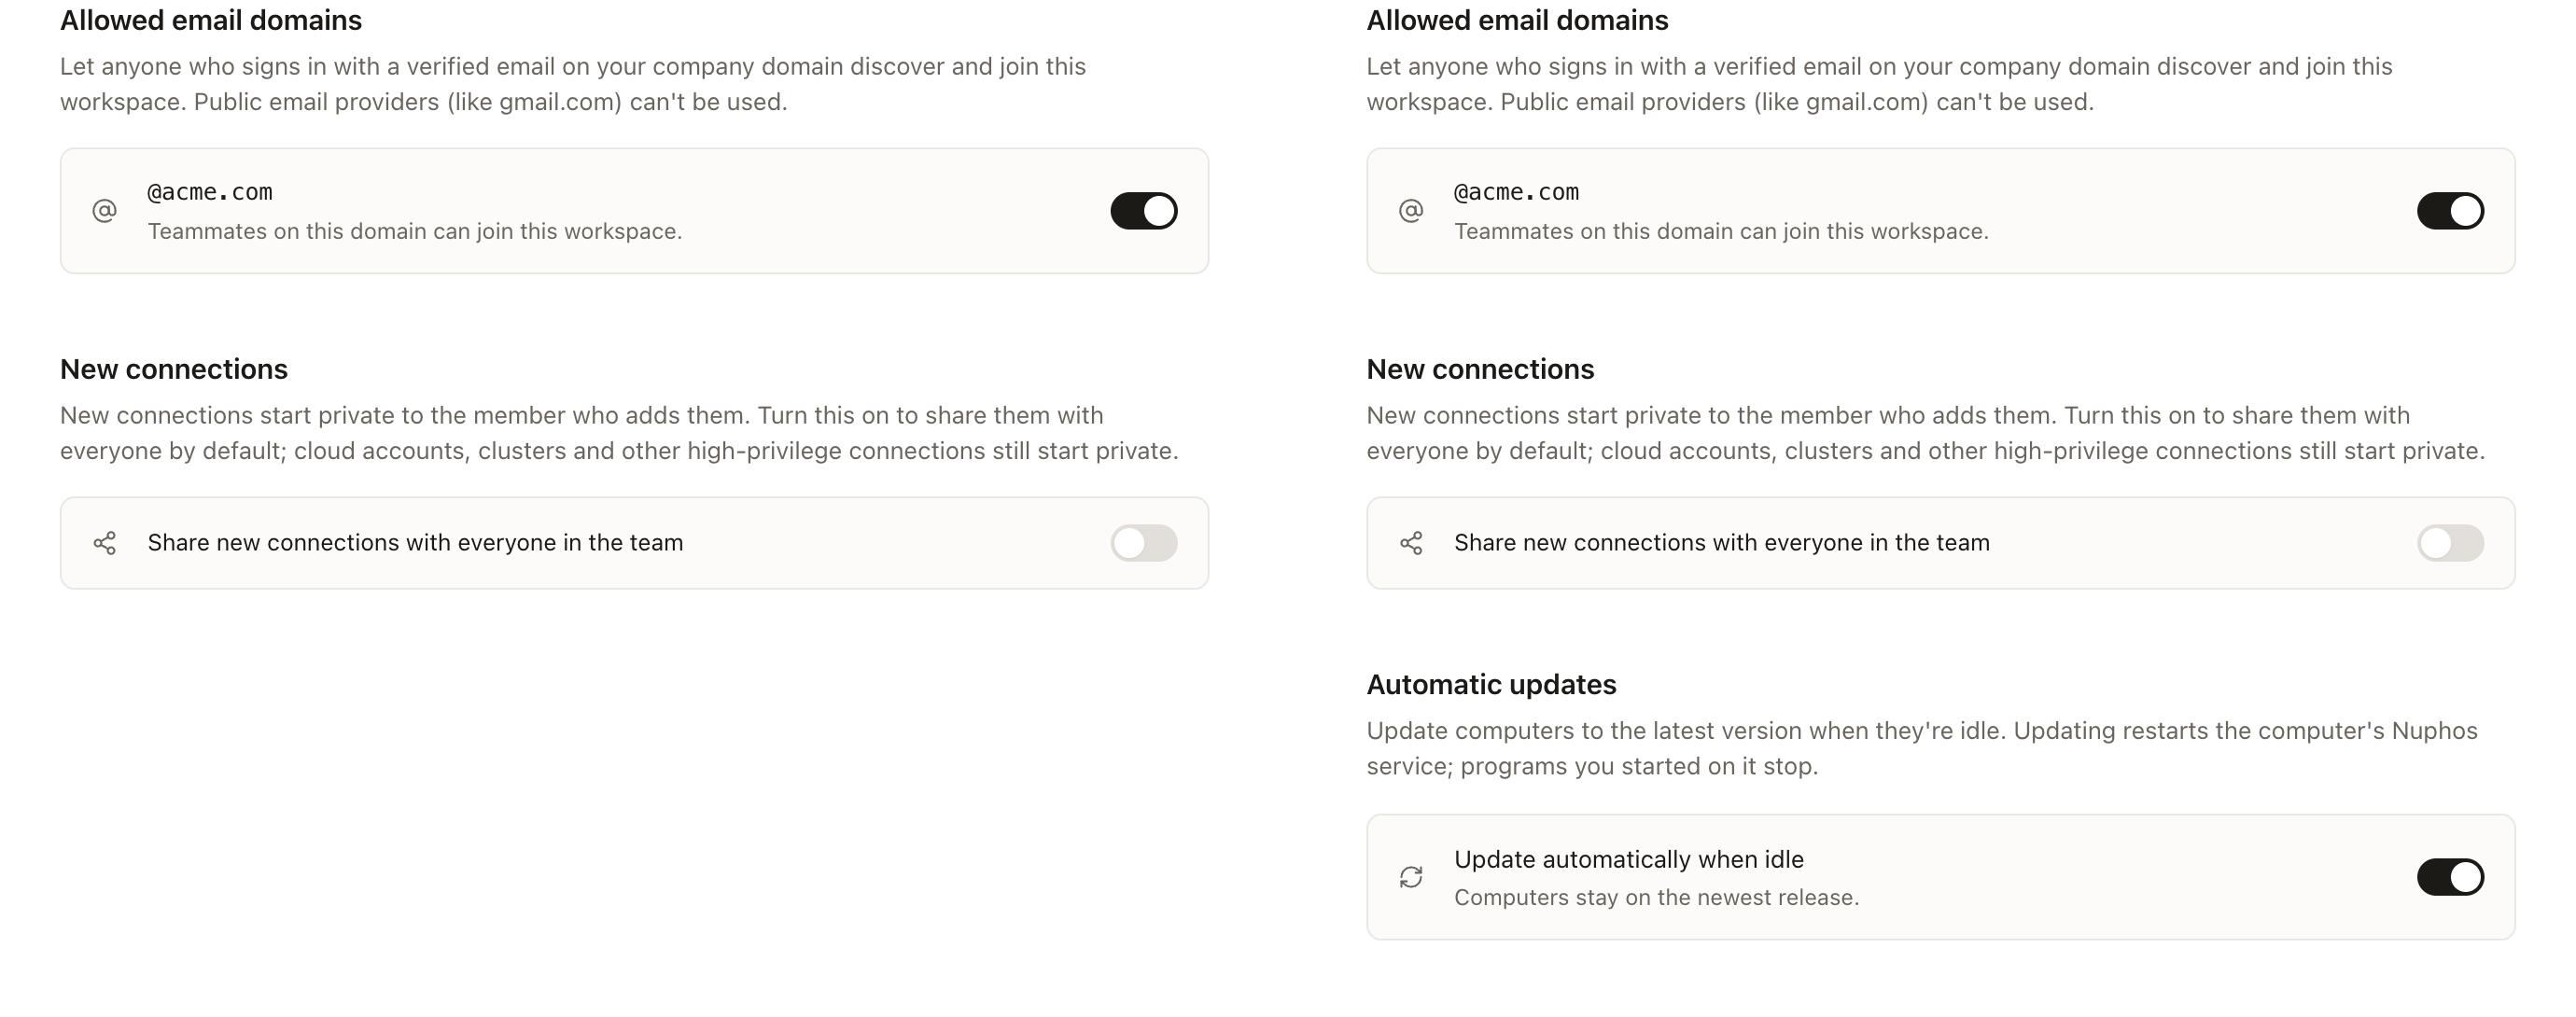 Allowed email domains
Let anyone who signs in with a verified email on your company domain discover and join this
workspace. Public email providers (like gmail.com) can't be used.
@acme.com
Teammates on this domain can join this workspace.
New connections
New connections start private to the member who adds them. Turn this on to share them with
everyone by default; cloud accounts, clusters and other high-privilege connections still start private.
Share new connections with everyone in the team
Allowed email domains
Let anyone who signs in with a verified email on your company domain discover and join this
workspace. Public email providers (like gmail.com) can't be used.
@acme.com
Teammates on this domain can join this workspace.
New connections
New connections start private to the member who adds them. Turn this on to share them with
everyone by default; cloud accounts, clusters and other high-privilege connections still start private.
Share new connections with everyone in the team
Automatic updates
Update computers to the latest version when they're idle. Updating restarts the computer's Nuphos
service; programs you started on it stop.
Update automatically when idle
Computers stay on the newest release.